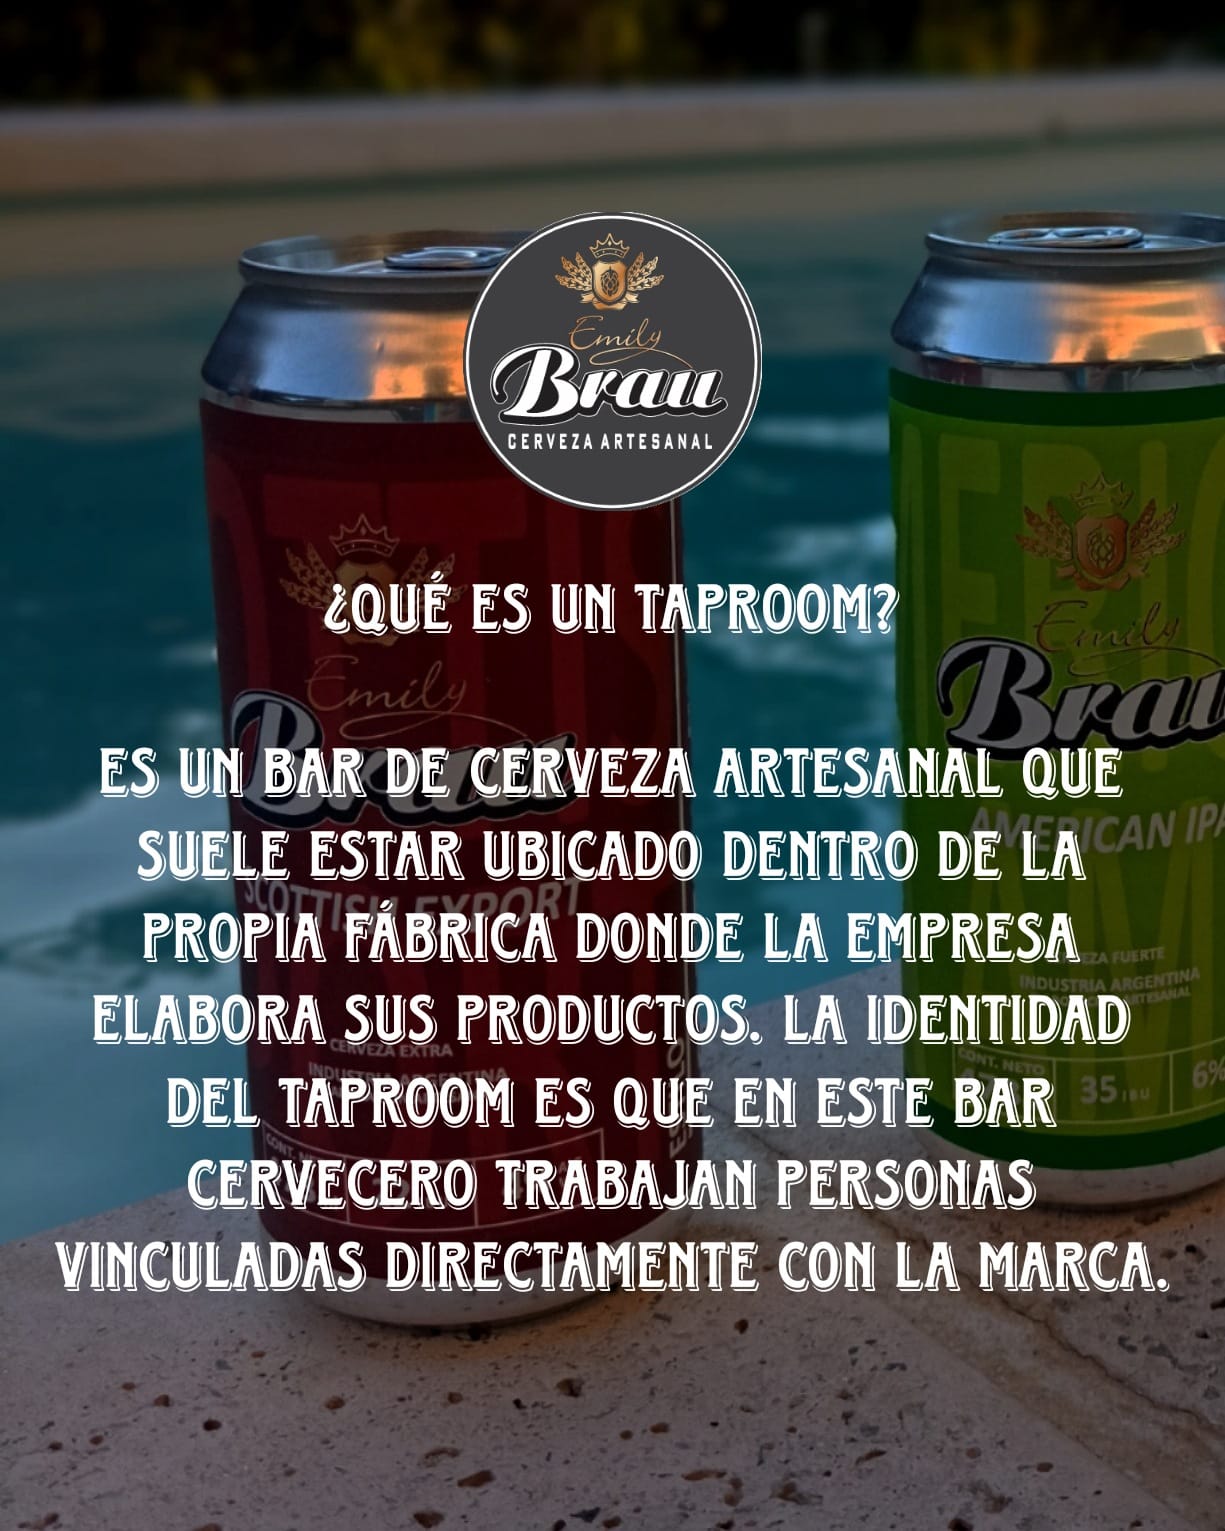 Emily
Brau
CERVEZA ARTESANAL
¿QUÉ ES UN TAPROOM?
ES UN BAR DE CERVEZA ARTESANAL QUE
SUELE ESTAR UBICADO DENTRO DE LA
PROPIA FÁBRICA DONDE LA EMPRESA
ELABORA SUS PRODUCTOS. LA IDENTIDAD
DEL TAPROOM ES QUE EN ESTE BAR
CERVECERO TRABAJAN PERSONAS
VINCULADAS DIRECTAMENTE CON LA MARCA.
Emily
Brau
SCOTTISH EXPORT
CERVEZA EXTRA
INDUSTRIA ARGENTINA
Emily
Brau
AMERICAN IPA
FUERTE
INDUSTRIA ARGENTINA
ARTESANAL
CONT. NETO
35 IBU
6%